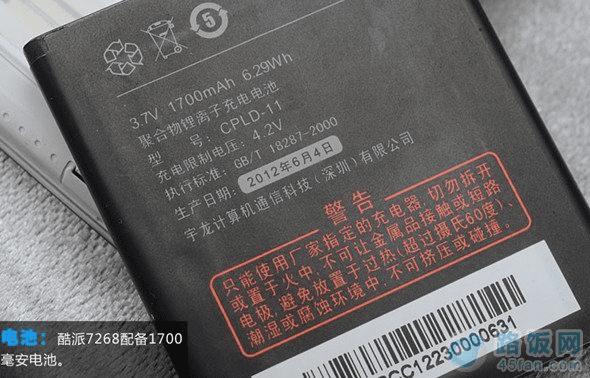 5
3.7V 1700mAh 6.29Wh
聚合物锂离子充电电池
型 号: CPLD-11
充电限制电压: 4.2V
执行标准: GB/T 18287-2000
生产日期: 2012年6月4日
宇龙计算机通信科技（深圳）有限公司
警告
只能使用厂家指定的充电器，切勿拆开
或置于火中，不可让金属品接触或短路
电极，避免放置于过热(超过摄氏60度)、
潮湿或腐蚀环境中，不可挤压或碰撞。
CC12230000631
电池: 酷派7268配备1700
毫安电池。
路饭网
45fan.com